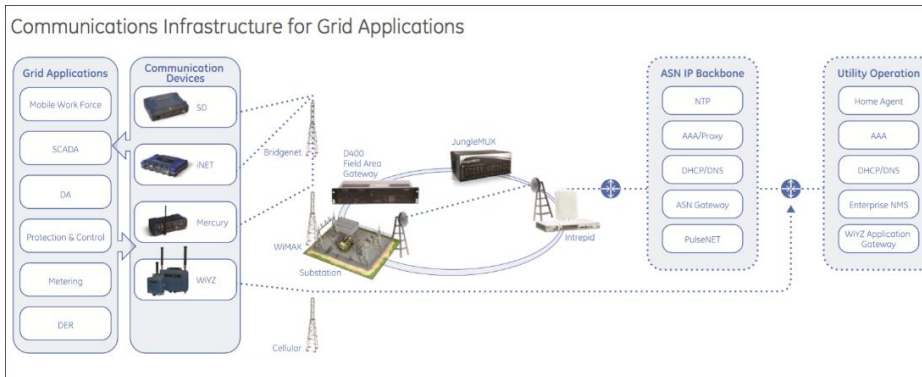 Communications Infrastructure for Grid Applications
Grid Applications
Mobile Work Force
SCADA
DA
Protection & Control
Metering
DER
Communication
Devices
SD
iNET
Mercury
WiYZ
Bridgenet
WiMAX
Cellular
D400
Field Area
Gateway
Substation
JungleMUX
Intrepid
ASN IP Backbone
NTP
AAA/Proxy
DHCP/DNS
ASN Gateway
PulseNET
Utility Operation
Home Agent
AAA
DHCP/DNS
Enterprise NMS
WiYZ Application
Gateway